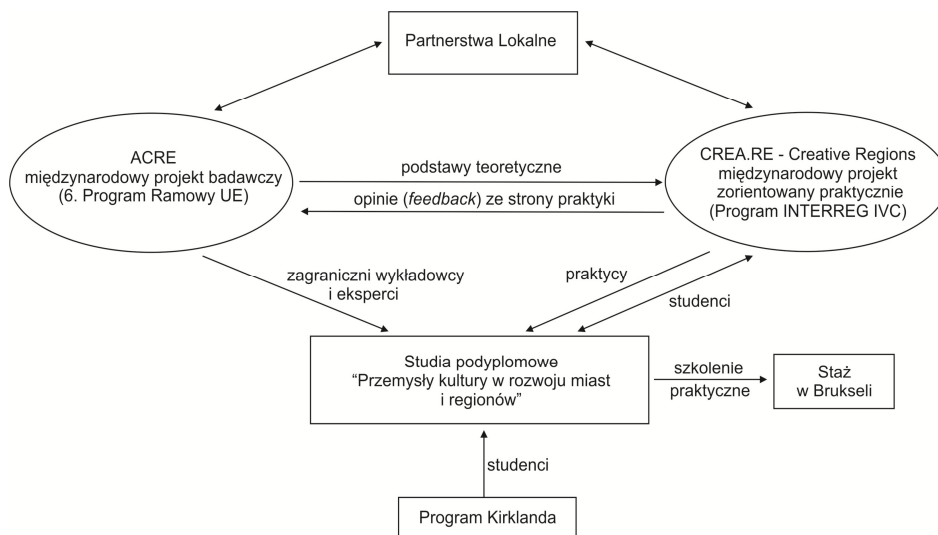 Partnerstwa Lokalne
ACRE
międzynarodowy projekt badawczy
(6. Program Ramowy UE)
podstawy teoretyczne
opinie (feedback) ze strony praktyki
CREA.RE - Creative Regions
międzynarodowy projekt
zorientowany praktycznie
(Program INTERREG IVC)
zagraniczni wykładowcy
i eksperci
praktycy
studenci
Studia podyplomowe
“Przemysły kultury w rozwoju miast
i regionów”
szkolenie
praktyczne
Staż
w Brukseli
studenci
Program Kirklanda